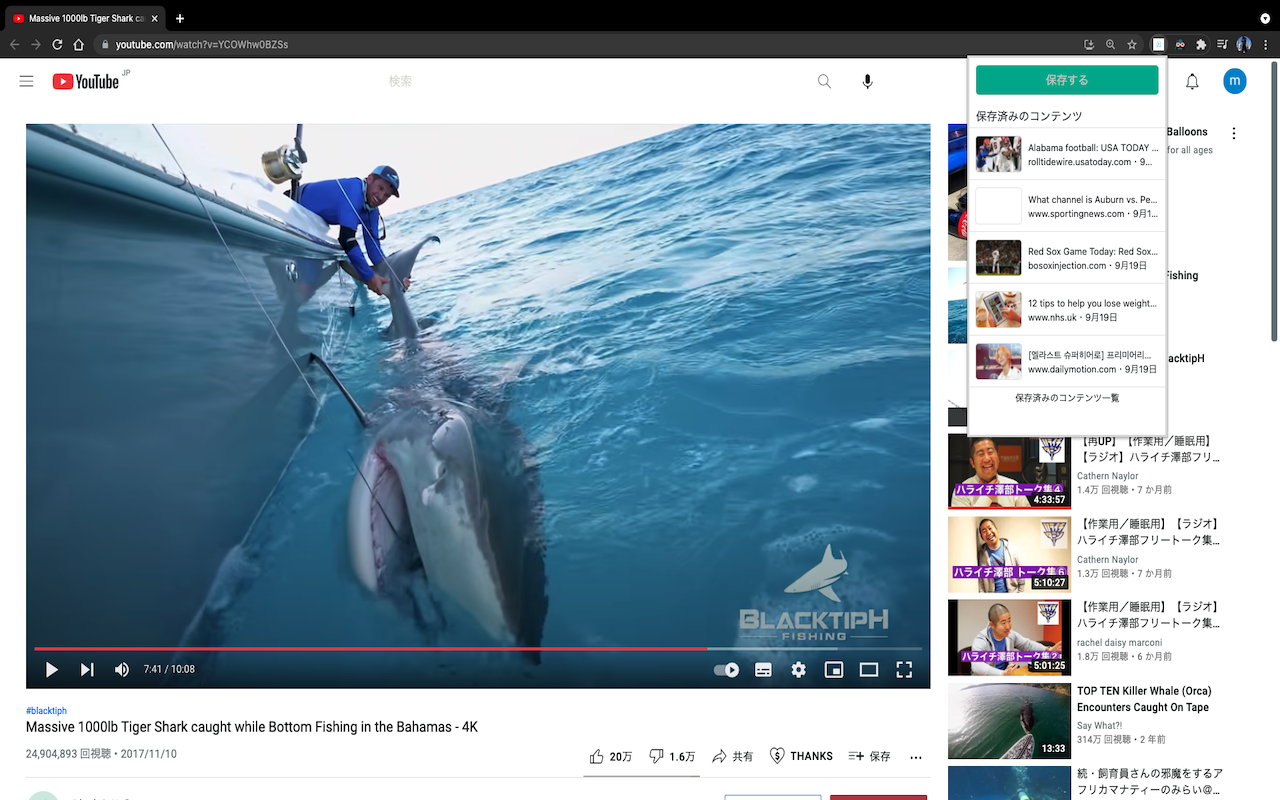 Massive 1000lb Tiger Shark ca
youtube.com/watch?v=YCOWhw0BZSs
YouTube JP
検索
m
保存する
保存済みのコンテンツ
Alabama football: USA TODAY ...
rolltidewire.usatoday.com・9...
What channel is Auburn vs. Pe...
www.sportingnews.com・9月1...
Red Sox Game Today: Red Sox...
bosoxinjection.com・9月19日
12 tips to help you lose weight...
www.nhs.uk・9月19日
[엘라스트 슈퍼히어로] 프리미어리...
www.dailymotion.com・9月19日
保存済みのコンテンツ一覧
Balloons
for all ages
Fishing
lacktipH
BLACKTIPH
FISHING
7:41 / 10:08
#blacktiph
Massive 1000lb Tiger Shark caught while Bottom Fishing in the Bahamas - 4K
24,904,893 回視聴・2017/11/10
20万
1.6万
共有
THANKS
保存
【再UP】【作業用／睡眠用】
【ラジオ】ハライチ澤部フリ...
Cathern Naylor
1.4万 回視聴・7 か月前
ハライチ澤部トーク集④
4:33:57
【作業用／睡眠用】【ラジオ】
ハライチ澤部フリートーク集...
Cathern Naylor
1.3万 回視聴・7 か月前
ハライチ澤部 トーク集⑥
5:10:27
【作業用／睡眠用】【ラジオ】
ハライチ澤部フリートーク集...
rachel daisy marconi
1.8万 回視聴・6 か月前
ハライチ澤部トーク集②
5:01:25
TOP TEN Killer Whale (Orca)
Encounters Caught On Tape
Say What?!
314万 回視聴・2 年前
13:33
続・飼育員さんの邪魔をするア
フリカマナティーのみらい＠...